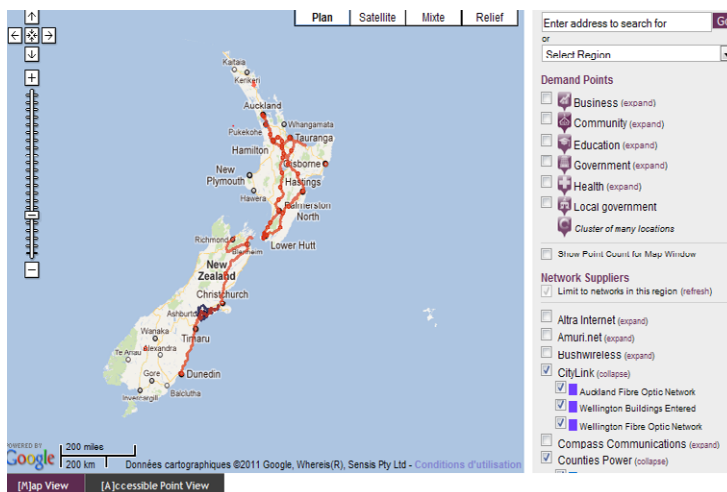 Plan Satellite Mixte Relief
Kaitaia
Kerikeri
Auckland
Whangamata
Pukekohe
Tauranga
Hamilton
Gisborne
New
Plymouth
Hastings
Hawera
Palmerston
North
Richmond
Lower Hutt
Blenheim
New
Zealand
Christchurch
Ashburto
Timaru
Wanaka
Alexandra
Te Anau
Dunedin
Gore
Balclutha
Invercargill
POWERED BY
Google
200 miles
200 km
Données cartographiques ©2011 Google, Whereis(R), Sensis Pty Ltd - Conditions d'utilisation
[M]ap View [A]ccessible Point View
Enter address to search for Go
or
Select Region
Demand Points
Business (expand)
Community (expand)
Education (expand)
Government (expand)
Health (expand)
Local government
Cluster of many locations
Show Point Count for Map Window
Network Suppliers
Limit to networks in this region (refresh)
Altra Internet (expand)
Amuri.net (expand)
Bushwireless (expand)
CityLink (collapse)
Auckland Fibre Optic Network
Wellington Buildings Entered
Wellington Fibre Optic Network
Compass Communications (expand)
Counties Power (collapse)